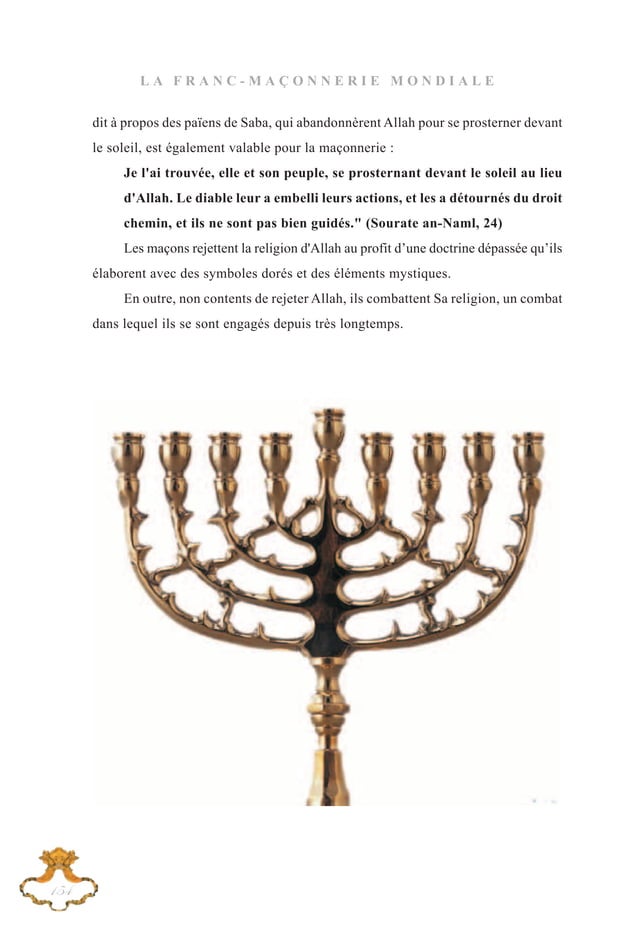 LA FRANC-MAÇONNERIE MONDIALE
dit à propos des païens de Saba, qui abandonnèrent Allah pour se prosterner devant
le soleil, est également valable pour la maçonnerie :
Je l'ai trouvée, elle et son peuple, se prosternant devant le soleil au lieu
d'Allah. Le diable leur a embelli leurs actions, et les a détournés du droit
chemin, et ils ne sont pas bien guidés." (Sourate an-Naml, 24)
Les maçons rejettent la religion d'Allah au profit d’une doctrine dépassée qu’ils
élaborent avec des symboles dorés et des éléments mystiques.
En outre, non contents de rejeter Allah, ils combattent Sa religion, un combat
dans lequel ils se sont engagés depuis très longtemps.
154